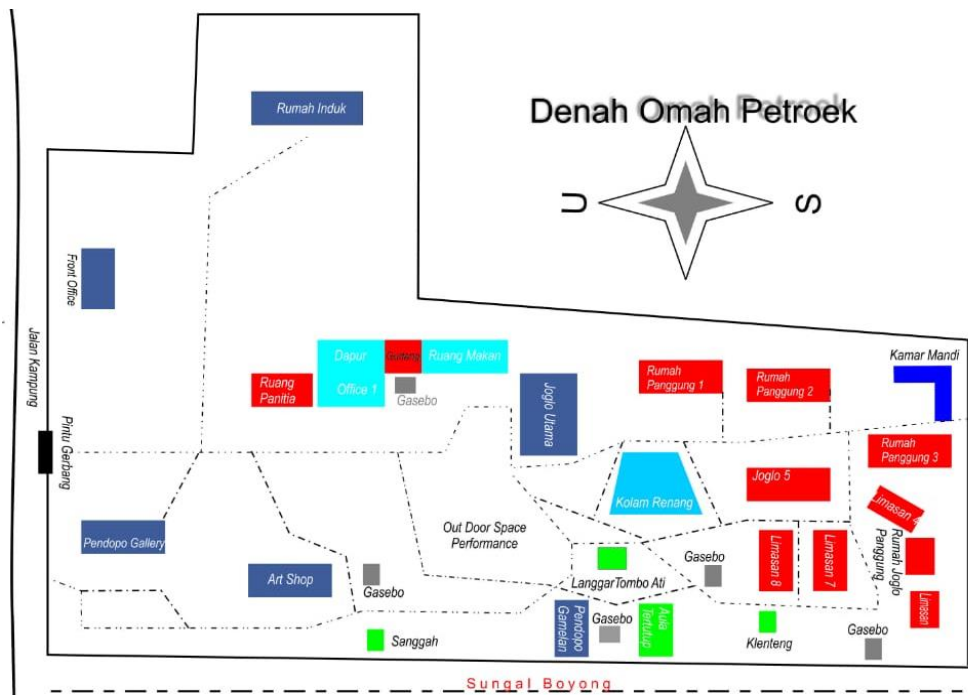 Denah Omah Petroek
U
S
Rumah Induk
Front Office
Jalan Kampung
Pintu Gerbang
Dapur
Ruang Makan
Ruang
Panitia
Office 1
Gasebo
Joglo Utama
Rumah
Panggung 1
Rumah
Panggung 2
Kamar Mandi
Rumah
Panggung 3
Joglo 5
Limasan 4
Kolam Renang
Pendopo Gallery
Out Door Space
Performance
Art Shop
Gasebo
LanggarTombo Ati
Gasebo
Limasan 8
Limasan 7
Rumah Joglo
Panggung
Limasan
Sanggah
Pendopo
Gamelan
Gasebo
Aula
Tertutup
Klenteng
Gasebo
Sungai Boyong